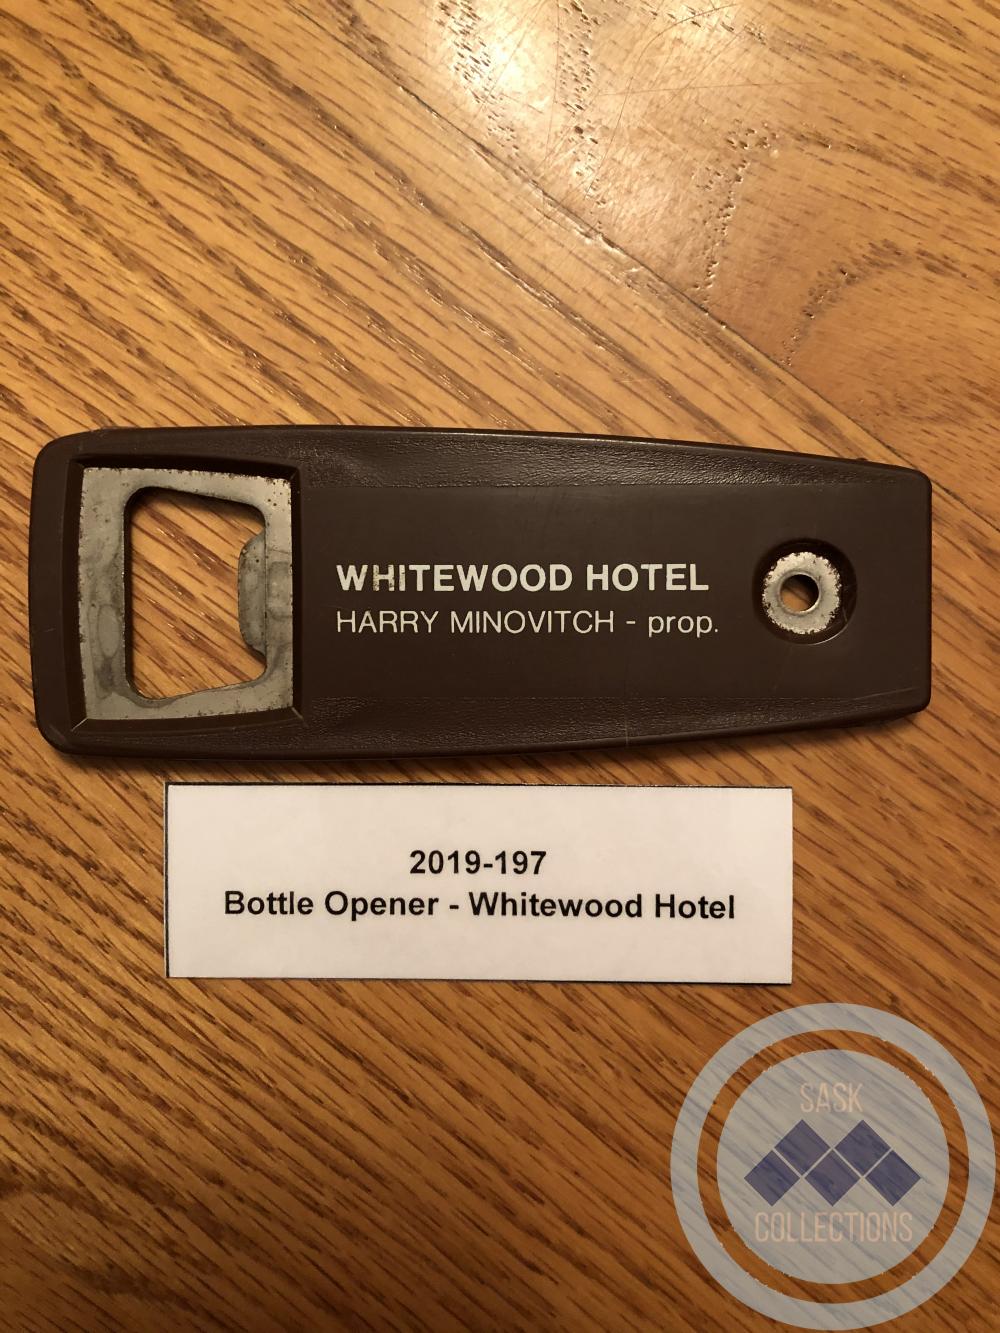 WHITEWOOD HOTEL
HARRY MINOVITCH - prop.
2019-197
Bottle Opener - Whitewood Hotel
SASK
COLLECTIONS